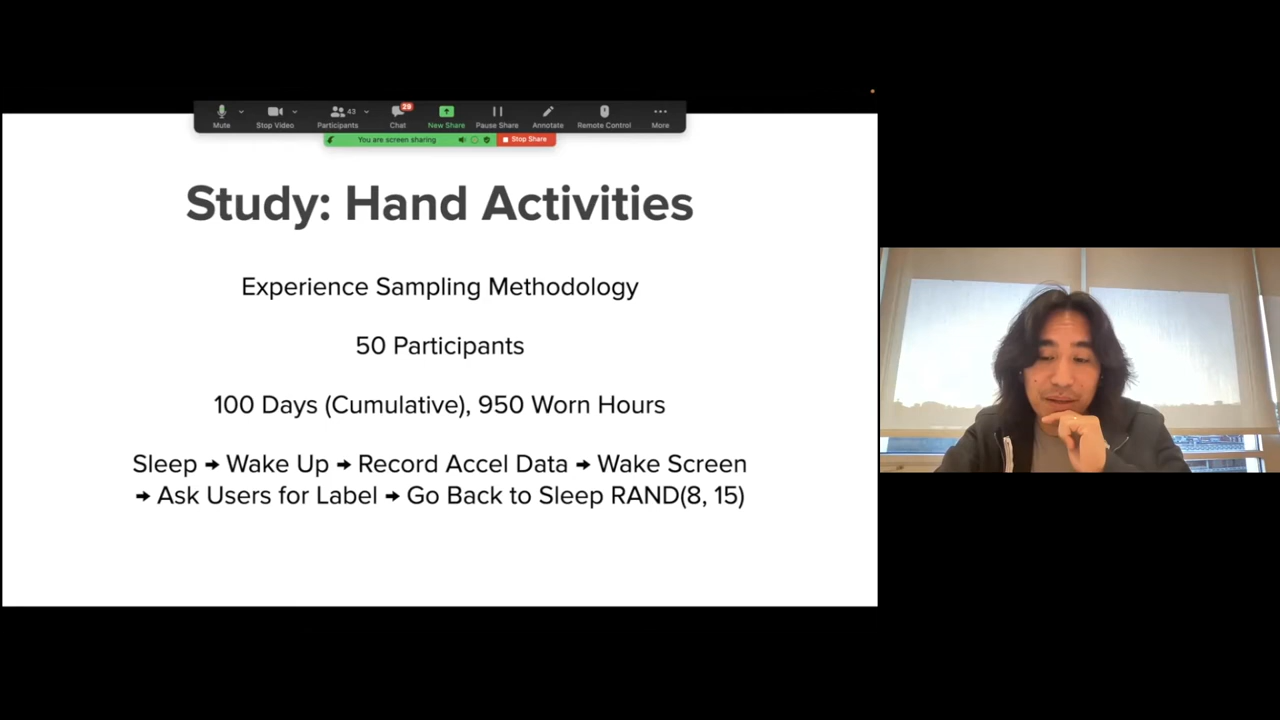 43
29
Mute
Stop Video
Participants
Chat
New Share
Pause Share
Annotate
Remote Control
More
You are screen sharing
Stop Share
Study: Hand Activities
Experience Sampling Methodology
50 Participants
100 Days (Cumulative), 950 Worn Hours
Sleep → Wake Up → Record Accel Data → Wake Screen
→ Ask Users for Label → Go Back to Sleep RAND(8, 15)